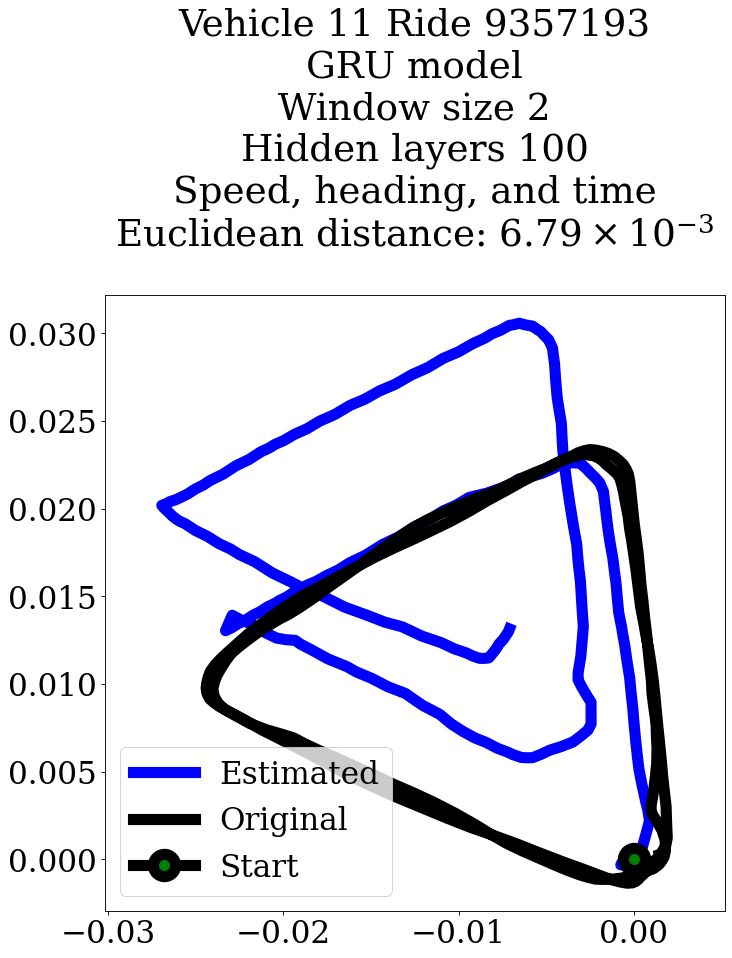 Vehicle 11 Ride 9357193
GRU model
Window size 2
Hidden layers 100
Speed, heading, and time
Euclidean distance: 6.79 × 10⁻³
0.030
0.025
0.020
0.015
0.010
0.005
0.000
Estimated
Original
Start
−0.03 −0.02 −0.01 0.00